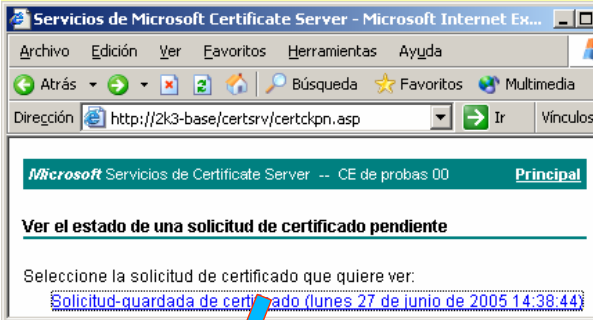 Servicios de Microsoft Certificate Server - Microsoft Internet Ex...
Archivo Edición Ver Favoritos Herramientas Ayuda
Atrás Búsqueda Favoritos Multimedia
Dirección http://2k3-base/certsrv/certckpn.asp Ir Vínculos
Microsoft Servicios de Certificate Server -- CE de probas 00 Principal
Ver el estado de una solicitud de certificado pendiente
Seleccione la solicitud de certificado que quiere ver:
Solicitud-guardada de certificado (lunes 27 de junio de 2005 14:38:44)